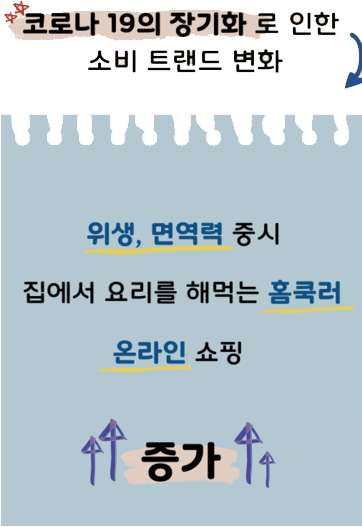 코로나 19의 장기화 로 인한
소비 트랜드 변화
위생, 면역력 중시
집에서 요리를 해먹는 홈쿡러
온라인 쇼핑
증가